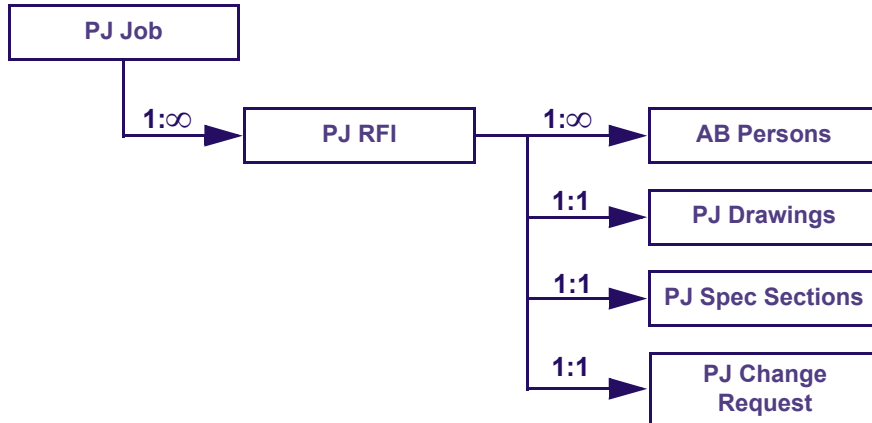 PJ Job
1:∞
PJ RFI
1:∞
AB Persons
1:1
PJ Drawings
1:1
PJ Spec Sections
1:1
PJ Change
Request